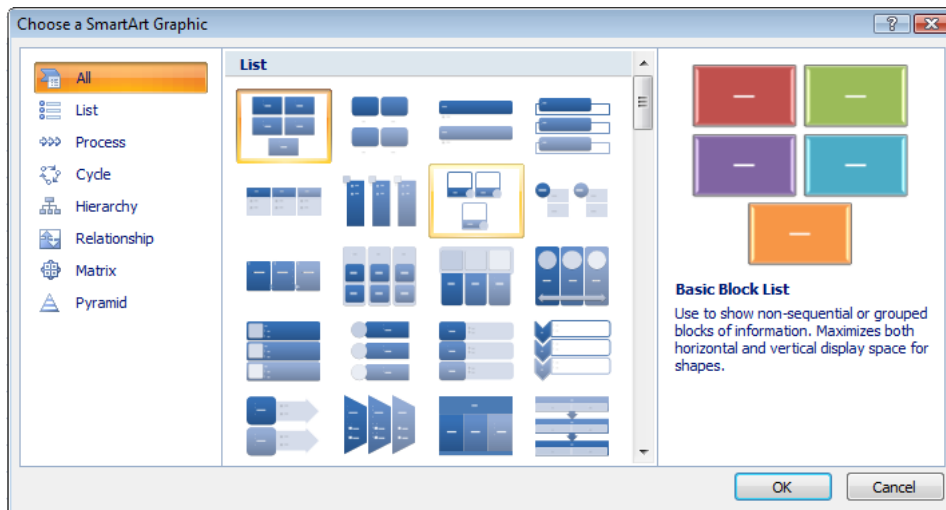 Choose a SmartArt Graphic
All
List
Process
Cycle
Hierarchy
Relationship
Matrix
Pyramid
List
Basic Block List
Use to show non-sequential or grouped
blocks of information. Maximizes both
horizontal and vertical display space for
shapes.
OK
Cancel